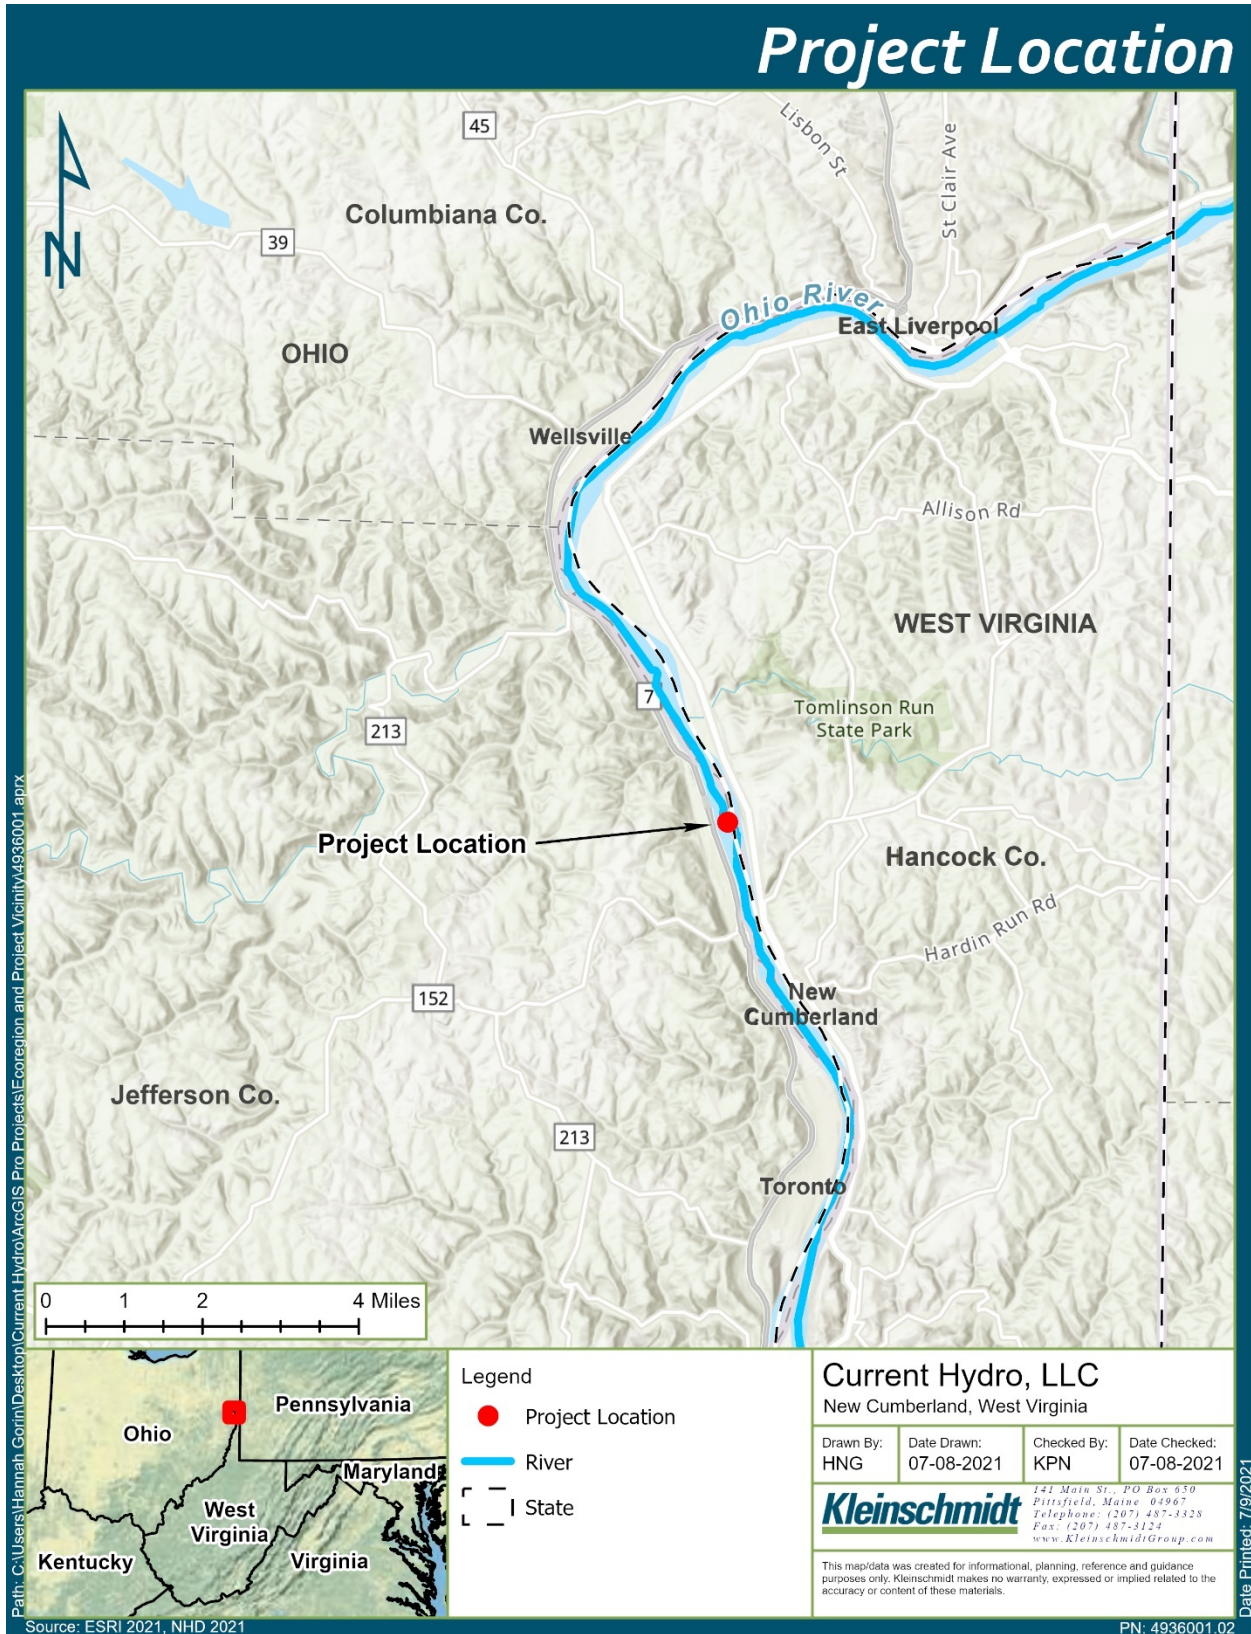 Project Location
45
Lisbon St
St Clair Ave
Columbiana Co.
39
N
Ohio River
East Liverpool
OHIO
Wellsville
Allison Rd
WEST VIRGINIA
7
Tomlinson Run
State Park
213
Project Location
Hancock Co.
Hardin Run Rd
152
New
Cumberland
Jefferson Co.
213
Toronto
0 1 2 4 Miles
Pennsylvania
Ohio
Maryland
West
Virginia
Kentucky
Virginia
Legend
Project Location
River
State
Current Hydro, LLC
New Cumberland, West Virginia
Drawn By:
HNG
Date Drawn:
07-08-2021
Checked By:
KPN
Date Checked:
07-08-2021
Kleinschmidt
141 Main St., PO Box 650
Pittsfield, Maine 04967
Telephone: (207) 487-3328
Fax: (207) 487-3124
www.KleinschmidtGroup.com
This map/data was created for informational, planning, reference and guidance
purposes only. Kleinschmidt makes no warranty, expressed or implied related to the
accuracy or content of these materials.
Path: C:\Users\Hannah Gorin\Desktop\Current Hydro\ArcGIS Pro Projects\Ecoregion and Project Vicinity\4936001.aprx
Date Printed: 7/9/2021
Source: ESRI 2021, NHD 2021
PN: 4936001.02